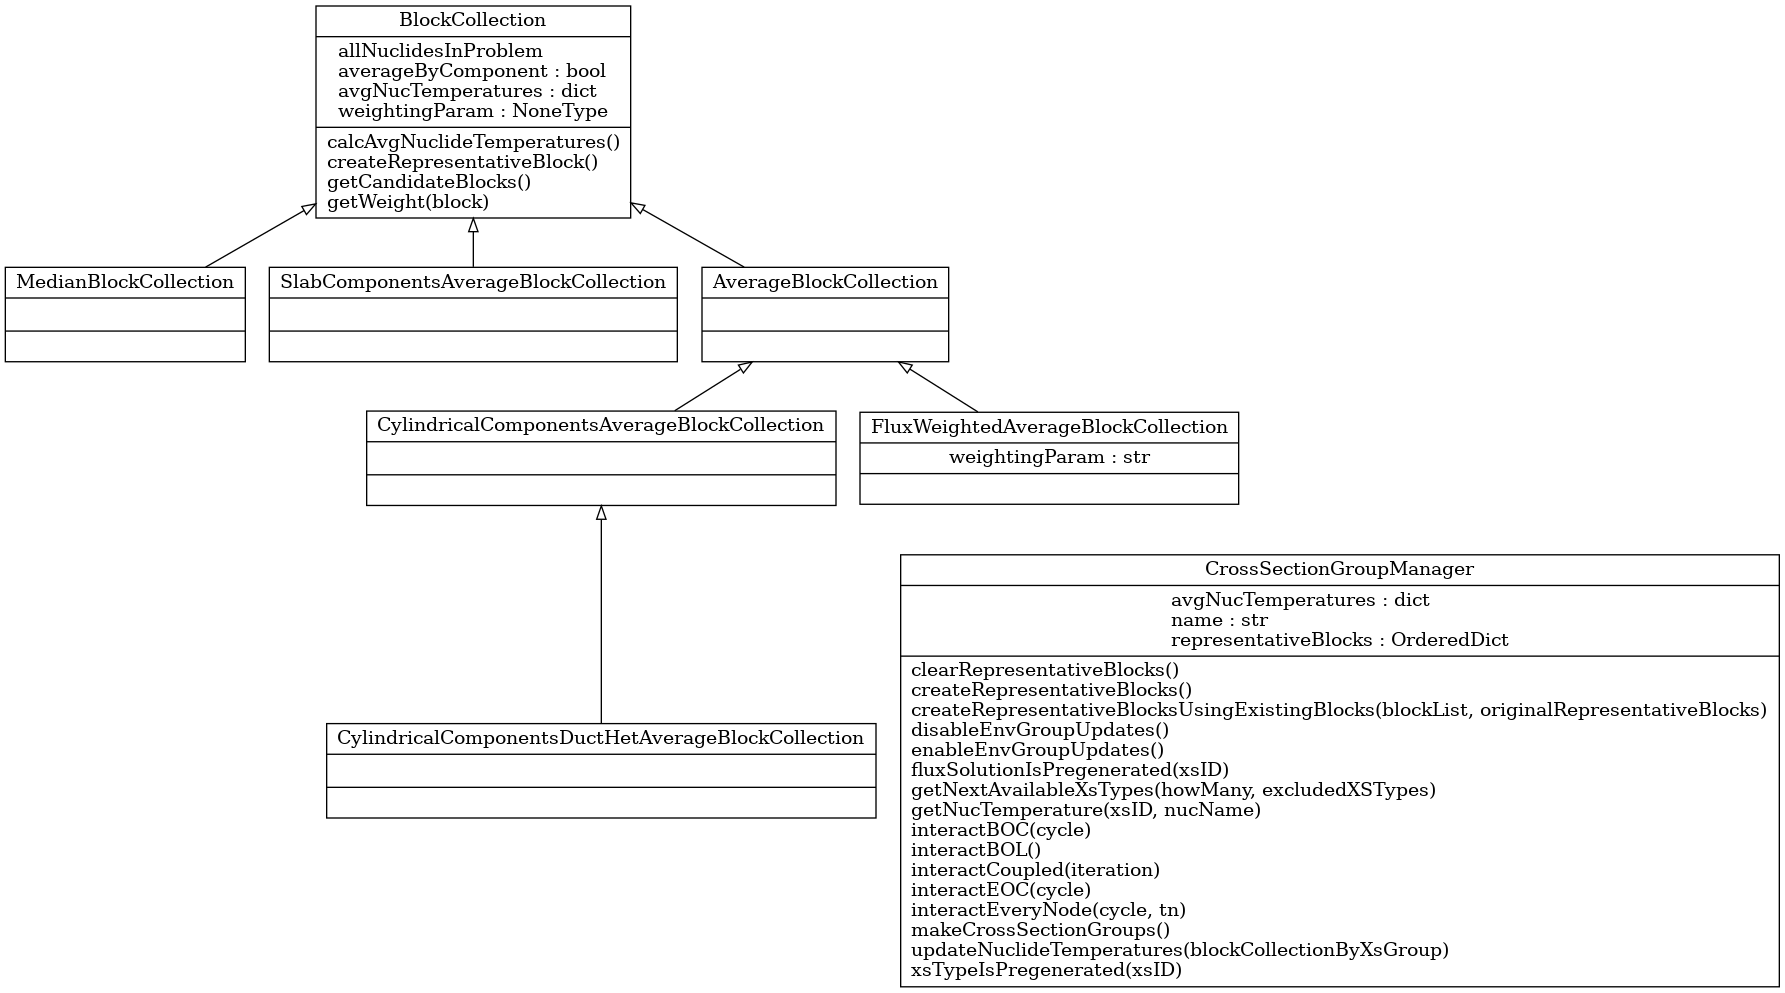 BlockCollection
allNuclidesInProblem
averageByComponent : bool
avgNucTemperatures : dict
weightingParam : NoneType
calcAvgNuclideTemperatures()
createRepresentativeBlock()
getCandidateBlocks()
getWeight(block)
MedianBlockCollection
SlabComponentsAverageBlockCollection
AverageBlockCollection
CylindricalComponentsAverageBlockCollection
FluxWeightedAverageBlockCollection
weightingParam : str
CylindricalComponentsDuctHetAverageBlockCollection
CrossSectionGroupManager
avgNucTemperatures : dict
name : str
representativeBlocks : OrderedDict
clearRepresentativeBlocks()
createRepresentativeBlocks()
createRepresentativeBlocksUsingExistingBlocks(blockList, originalRepresentativeBlocks)
disableEnvGroupUpdates()
enableEnvGroupUpdates()
fluxSolutionIsPregenerated(xsID)
getNextAvailableXsTypes(howMany, excludedXSTypes)
getNucTemperature(xsID, nucName)
interactBOC(cycle)
interactBOL()
interactCoupled(iteration)
interactEOC(cycle)
interactEveryNode(cycle, tn)
makeCrossSectionGroups()
updateNuclideTemperatures(blockCollectionByXsGroup)
xsTypeIsPregenerated(xsID)